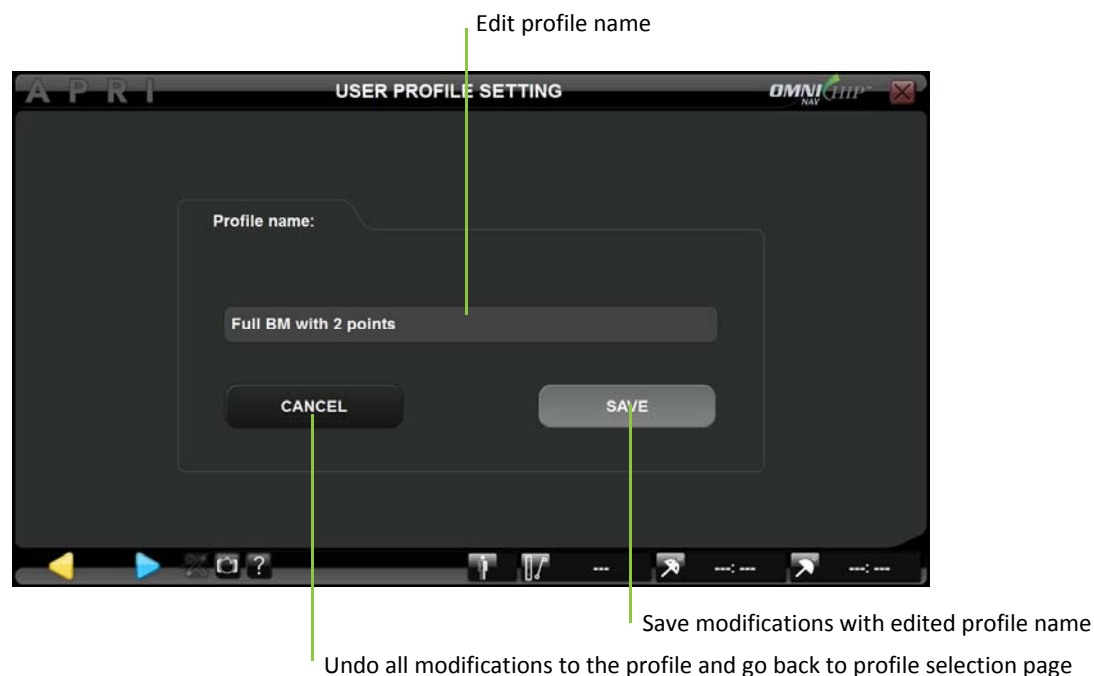 Edit profile name
A P R I
USER PROFILE SETTING
OMNI HIP™
NAV
Profile name:
Full BM with 2 points
CANCEL
SAVE
?
---
---: ---
---: ---
Save modifications with edited profile name
Undo all modifications to the profile and go back to profile selection page